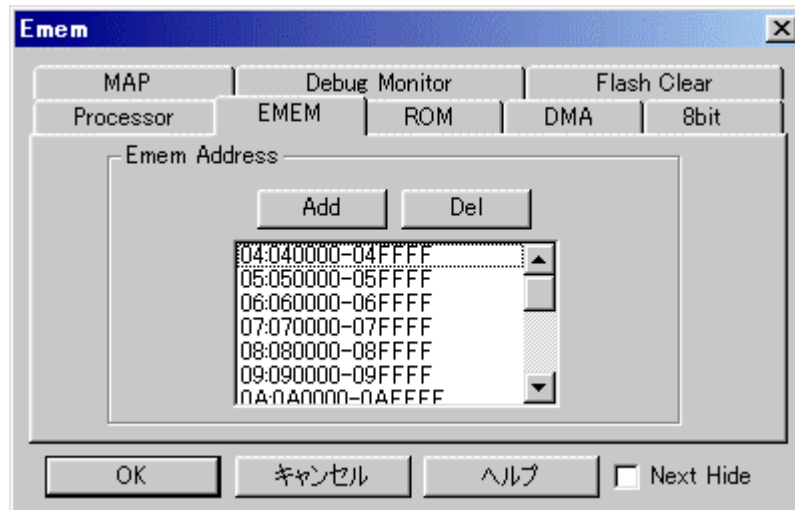 Emem
MAP Debug Monitor Flash Clear
Processor EMEM ROM DMA 8bit
Emem Address
Add Del
04:040000-04FFFF
05:050000-05FFFF
06:060000-06FFFF
07:070000-07FFFF
08:080000-08FFFF
09:090000-09FFFF
0A:0A0000-0AFFFF
OK キャンセル ヘルプ Next Hide